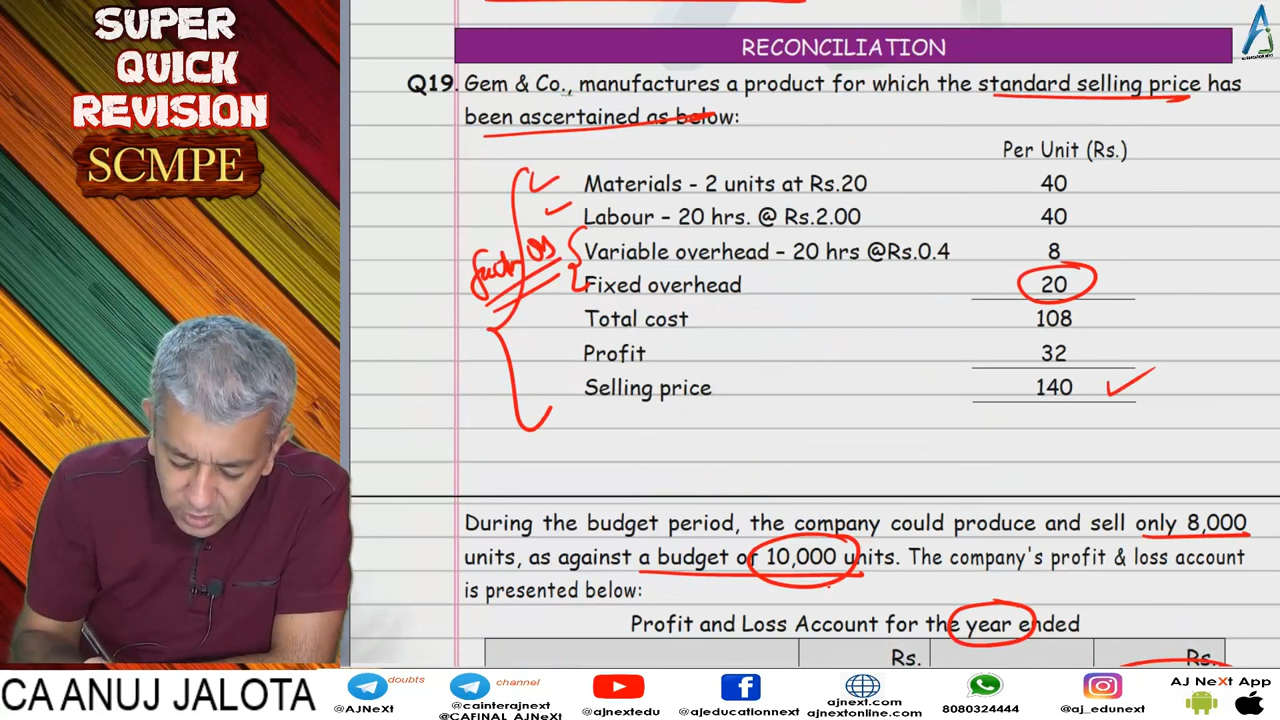 SUPER
QUICK
REVISION
SCMPE
RECONCILIATION
Q19. Gem & Co., manufactures a product for which the standard selling price has
been ascertained as below:
Per Unit (Rs.)
Materials - 2 units at Rs.20 40
Labour – 20 hrs. @ Rs.2.00 40
Variable overhead – 20 hrs @Rs.0.4 8
Fixed overhead 20
Total cost 108
Profit 32
Selling price 140
During the budget period, the company could produce and sell only 8,000
units, as against a budget of 10,000 units. The company's profit & loss account
is presented below:
Profit and Loss Account for the year ended
Rs. Rs.
CA ANUJ JALOTA
doubts
@AJNeXt
channel
@cainterajnext
@CAFINAL_AJNeXt
@ajnextedu
@ajeducationnext
ajnext.com
ajnextonline.com
8080324444
@aj_edunext
AJ NeXt App